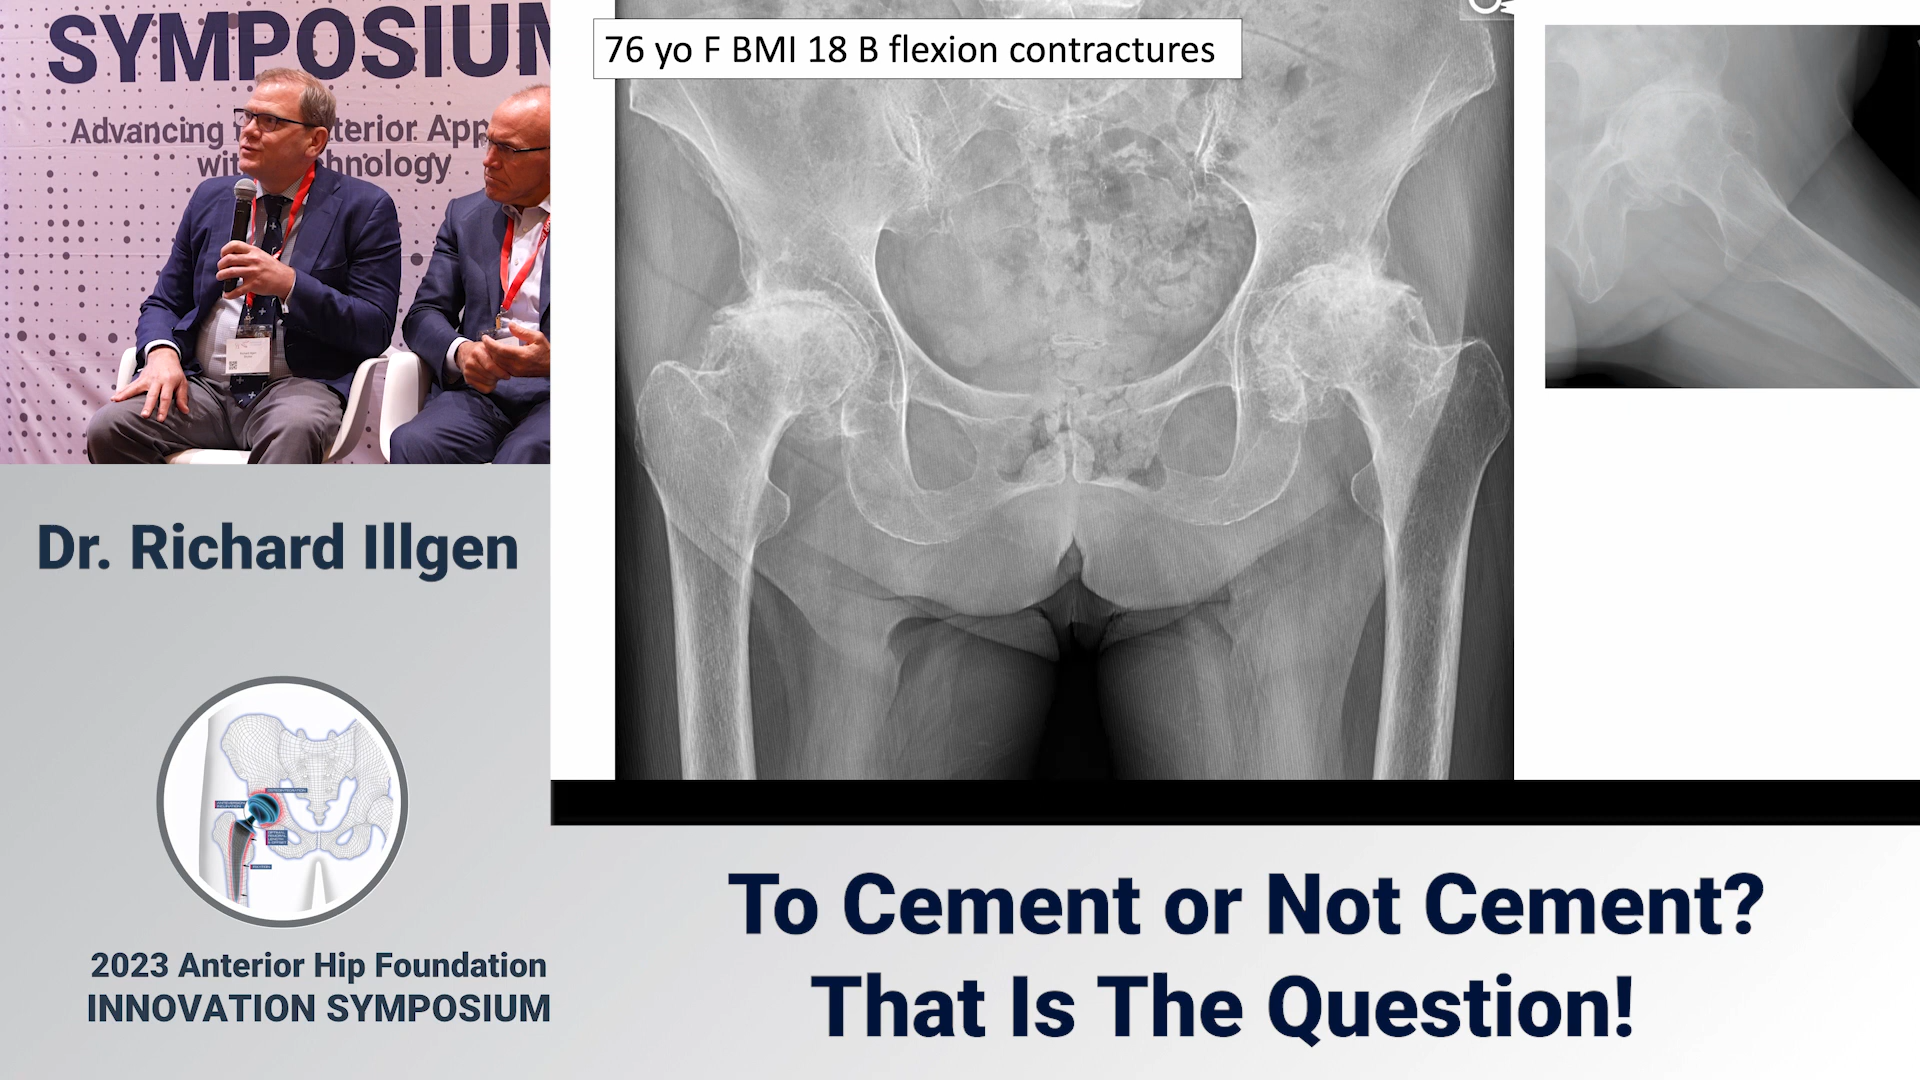 SYMPOSIUM
Advancing terior App
with hnology
76 yo F BMI 18 B flexion contractures
Dr. Richard Illgen
2023 Anterior Hip Foundation
INNOVATION SYMPOSIUM
To Cement or Not Cement?
That Is The Question!